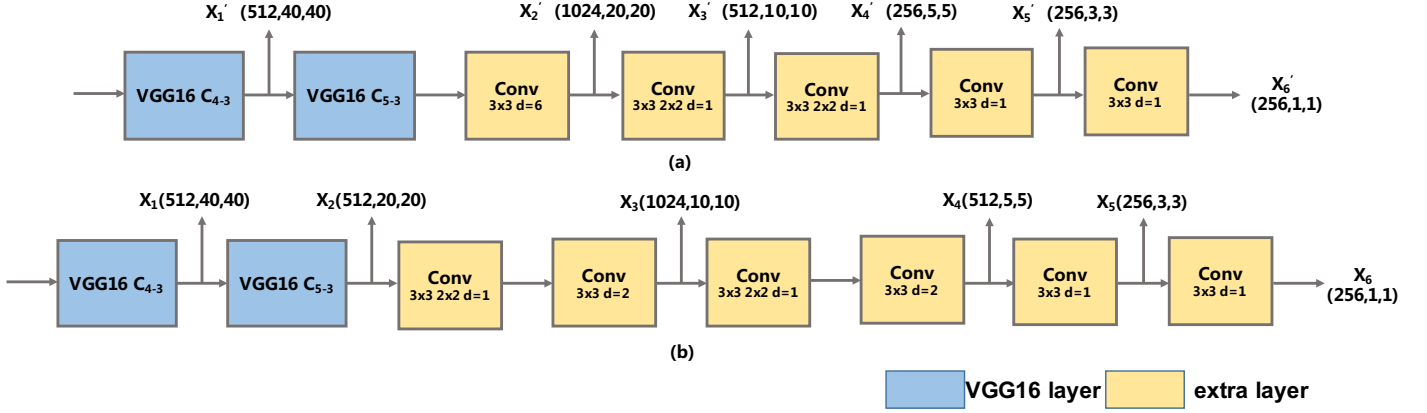 X₁′ (512,40,40) X₂′ (1024,20,20) X₃′ (512,10,10) X₄′ (256,5,5) X₅′ (256,3,3)
VGG16 C₄₋₃ VGG16 C₅₋₃ Conv Conv Conv Conv Conv X₆′
3x3 d=6 3x3 2x2 d=1 3x3 2x2 d=1 3x3 d=1 3x3 d=1 (256,1,1)
(a)
X₁(512,40,40) X₂(512,20,20) X₃(1024,10,10) X₄(512,5,5) X₅(256,3,3)
VGG16 C₄₋₃ VGG16 C₅₋₃ Conv Conv Conv Conv Conv Conv X₆
3x3 2x2 d=1 3x3 d=2 3x3 2x2 d=1 3x3 d=2 3x3 d=1 3x3 d=1 (256,1,1)
(b)
VGG16 layer extra layer